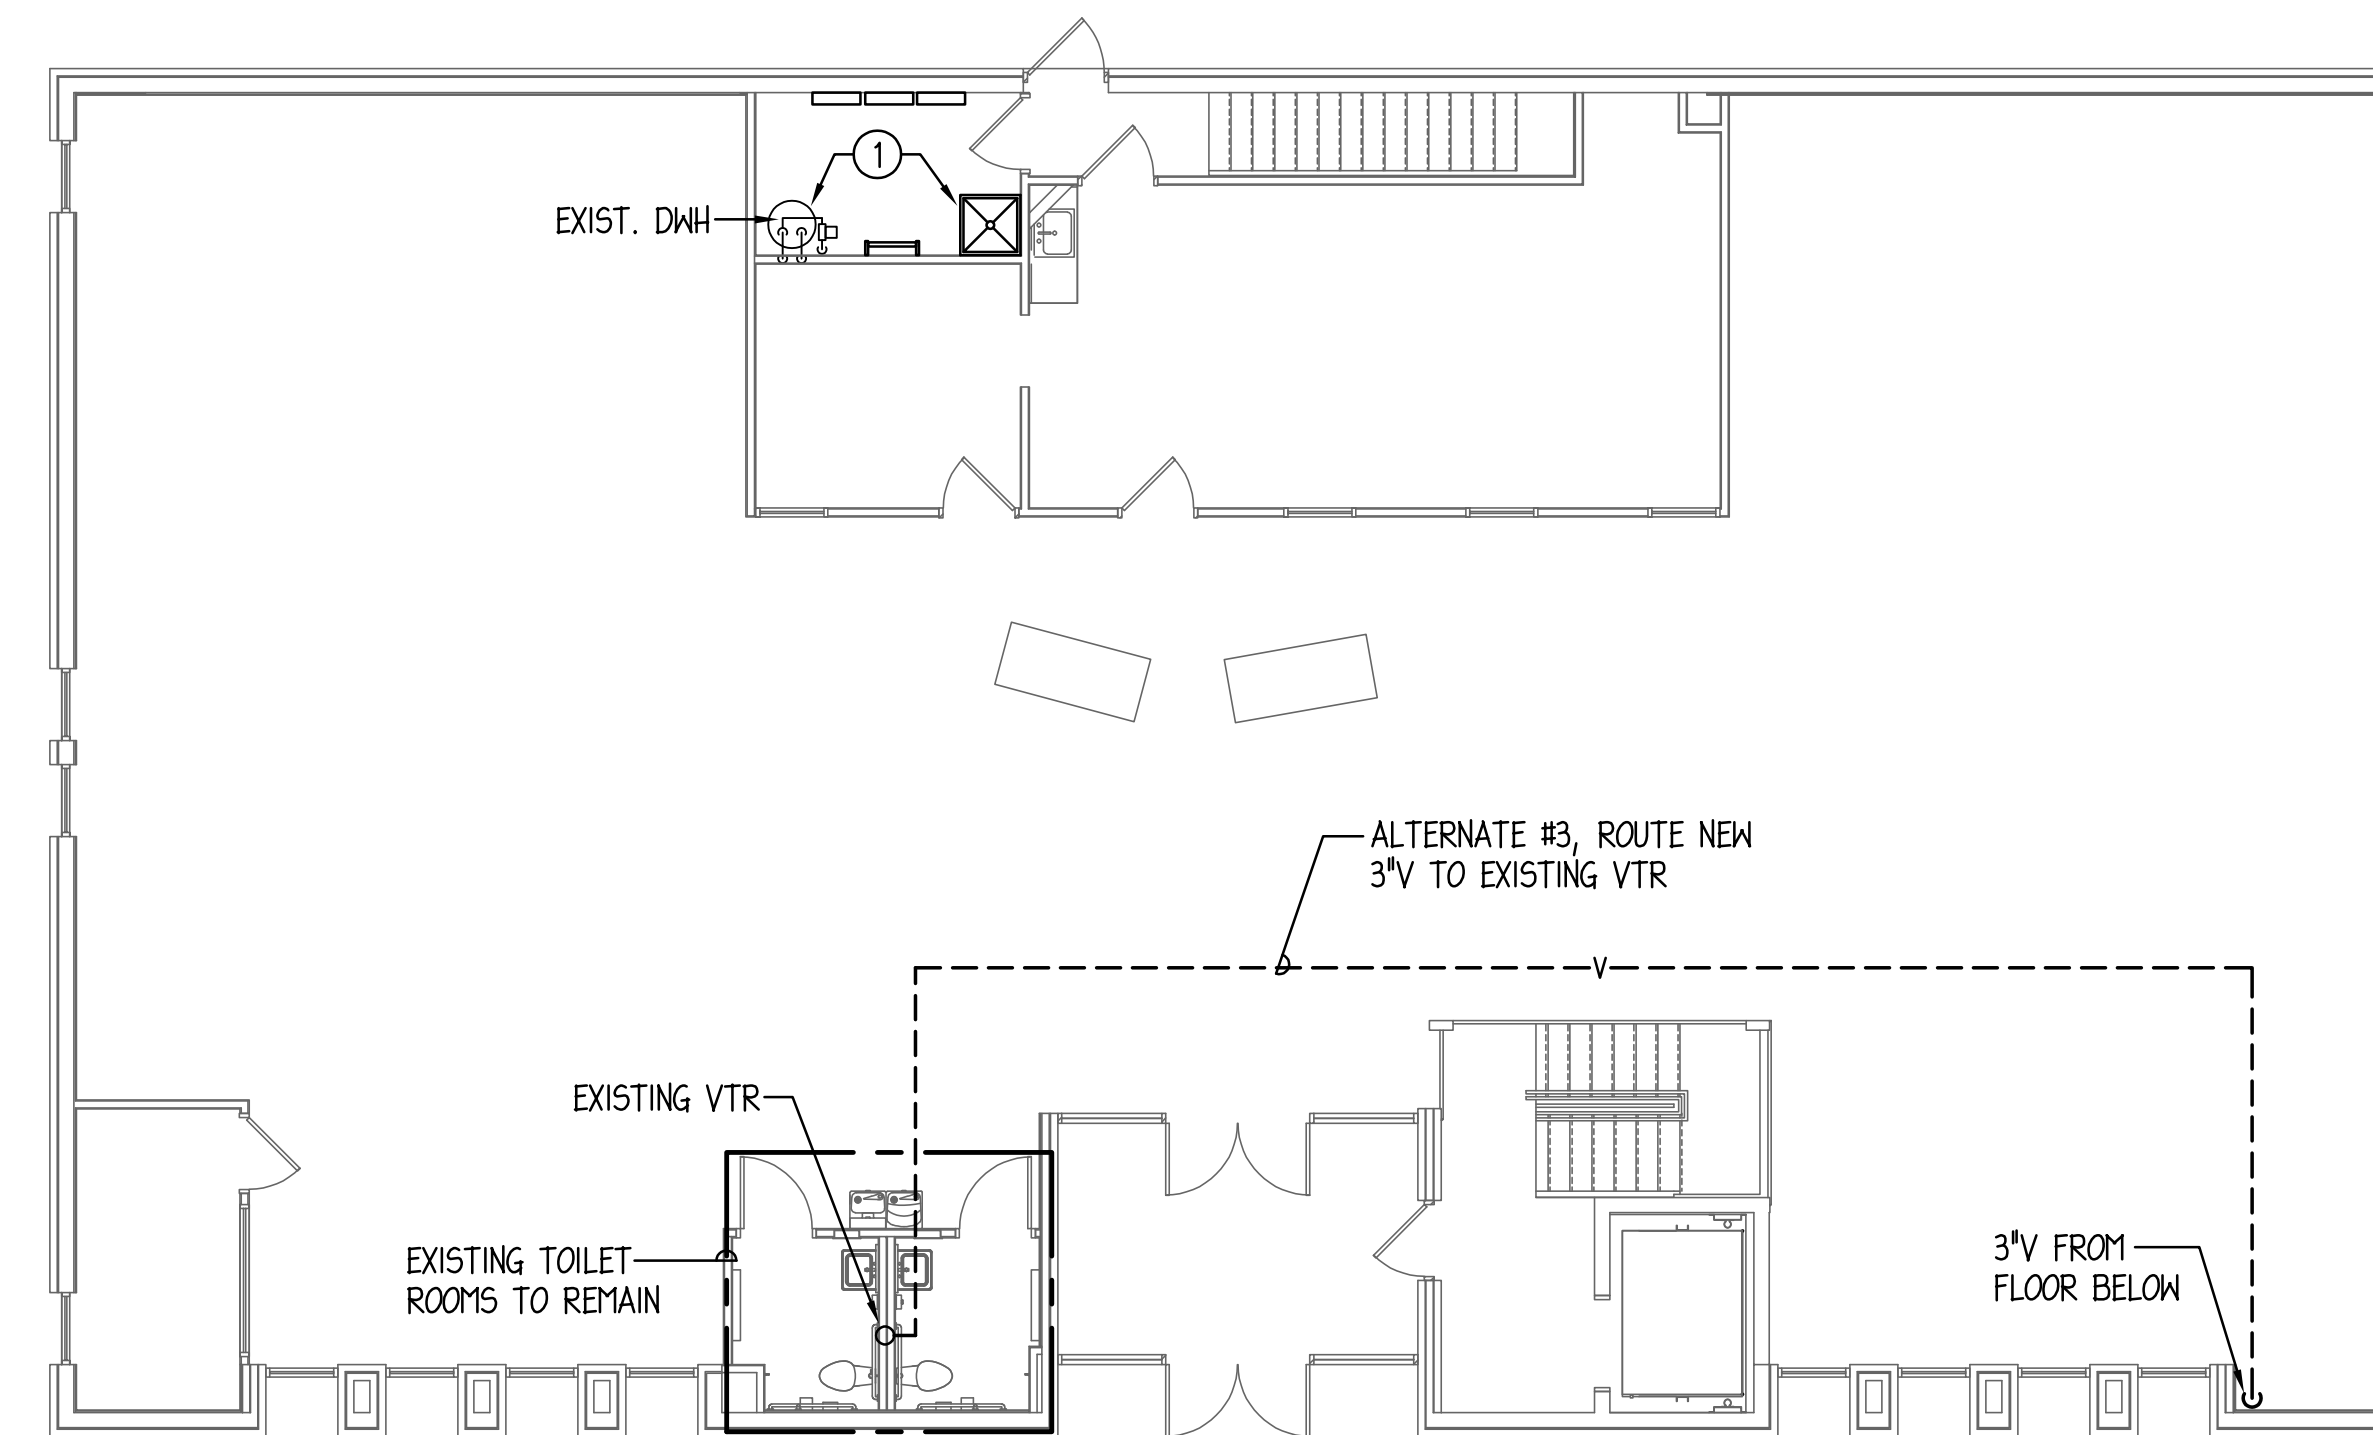 1
EXIST. DWH
ALTERNATE #3, ROUTE NEW
3"V TO EXISTING VTR
V
EXISTING VTR
EXISTING TOILET
ROOMS TO REMAIN
3"V FROM
FLOOR BELOW